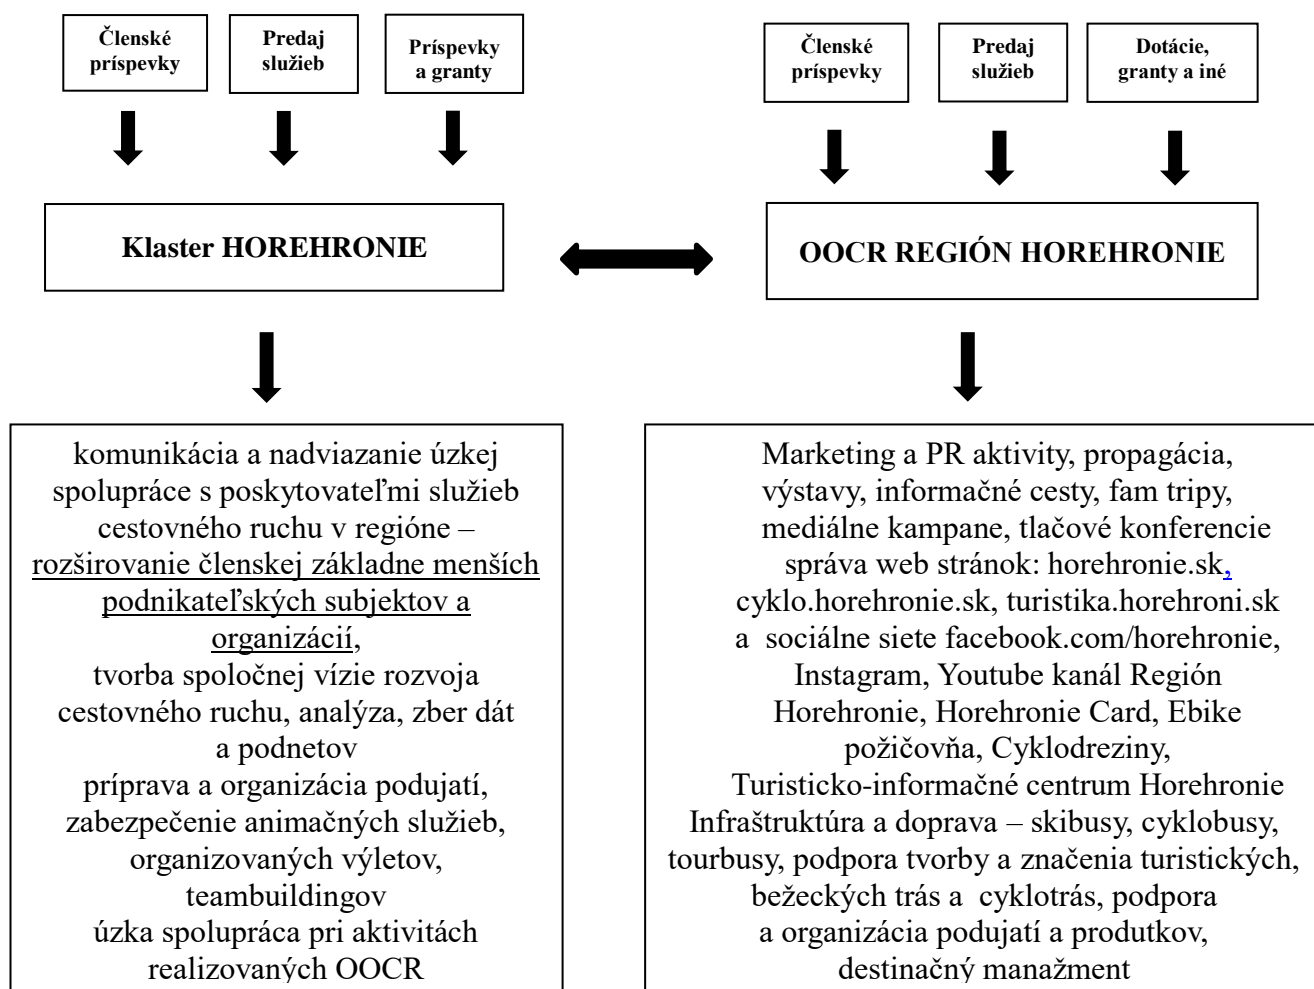 Členské
príspevky
Predaj
služieb
Príspevky
a granty
Členské
príspevky
Predaj
služieb
Dotácie,
granty a iné
Klaster HOREHRONIE
OOCR REGIÓN HOREHRONIE
komunikácia a nadviazanie úzkej
spolupráce s poskytovateľmi služieb
cestovného ruchu v regióne –
rozširovanie členskej základne menších
podnikateľských subjektov a
organizácií,
tvorba spoločnej vízie rozvoja
cestovného ruchu, analýza, zber dát
a podnetov
príprava a organizácia podujatí,
zabezpečenie animačných služieb,
organizovaných výletov,
teambuildingov
úzka spolupráca pri aktivitách
realizovaných OOCR
Marketing a PR aktivity, propagácia,
výstavy, informačné cesty, fam tripy,
mediálne kampane, tlačové konferencie
správa web stránok: horehronie.sk,
cyklo.horehronie.sk, turistika.horehroni.sk
a sociálne siete facebook.com/horehronie,
Instagram, Youtube kanál Región
Horehronie, Horehronie Card, Ebike
požičovňa, Cyklodreziny,
Turisticko-informačné centrum Horehronie
Infraštruktúra a doprava – skibusy, cyklobusy,
tourbusy, podpora tvorby a značenia turistických,
bežeckých trás a cyklotrás, podpora
a organizácia podujatí a produtkov,
destinačný manažment